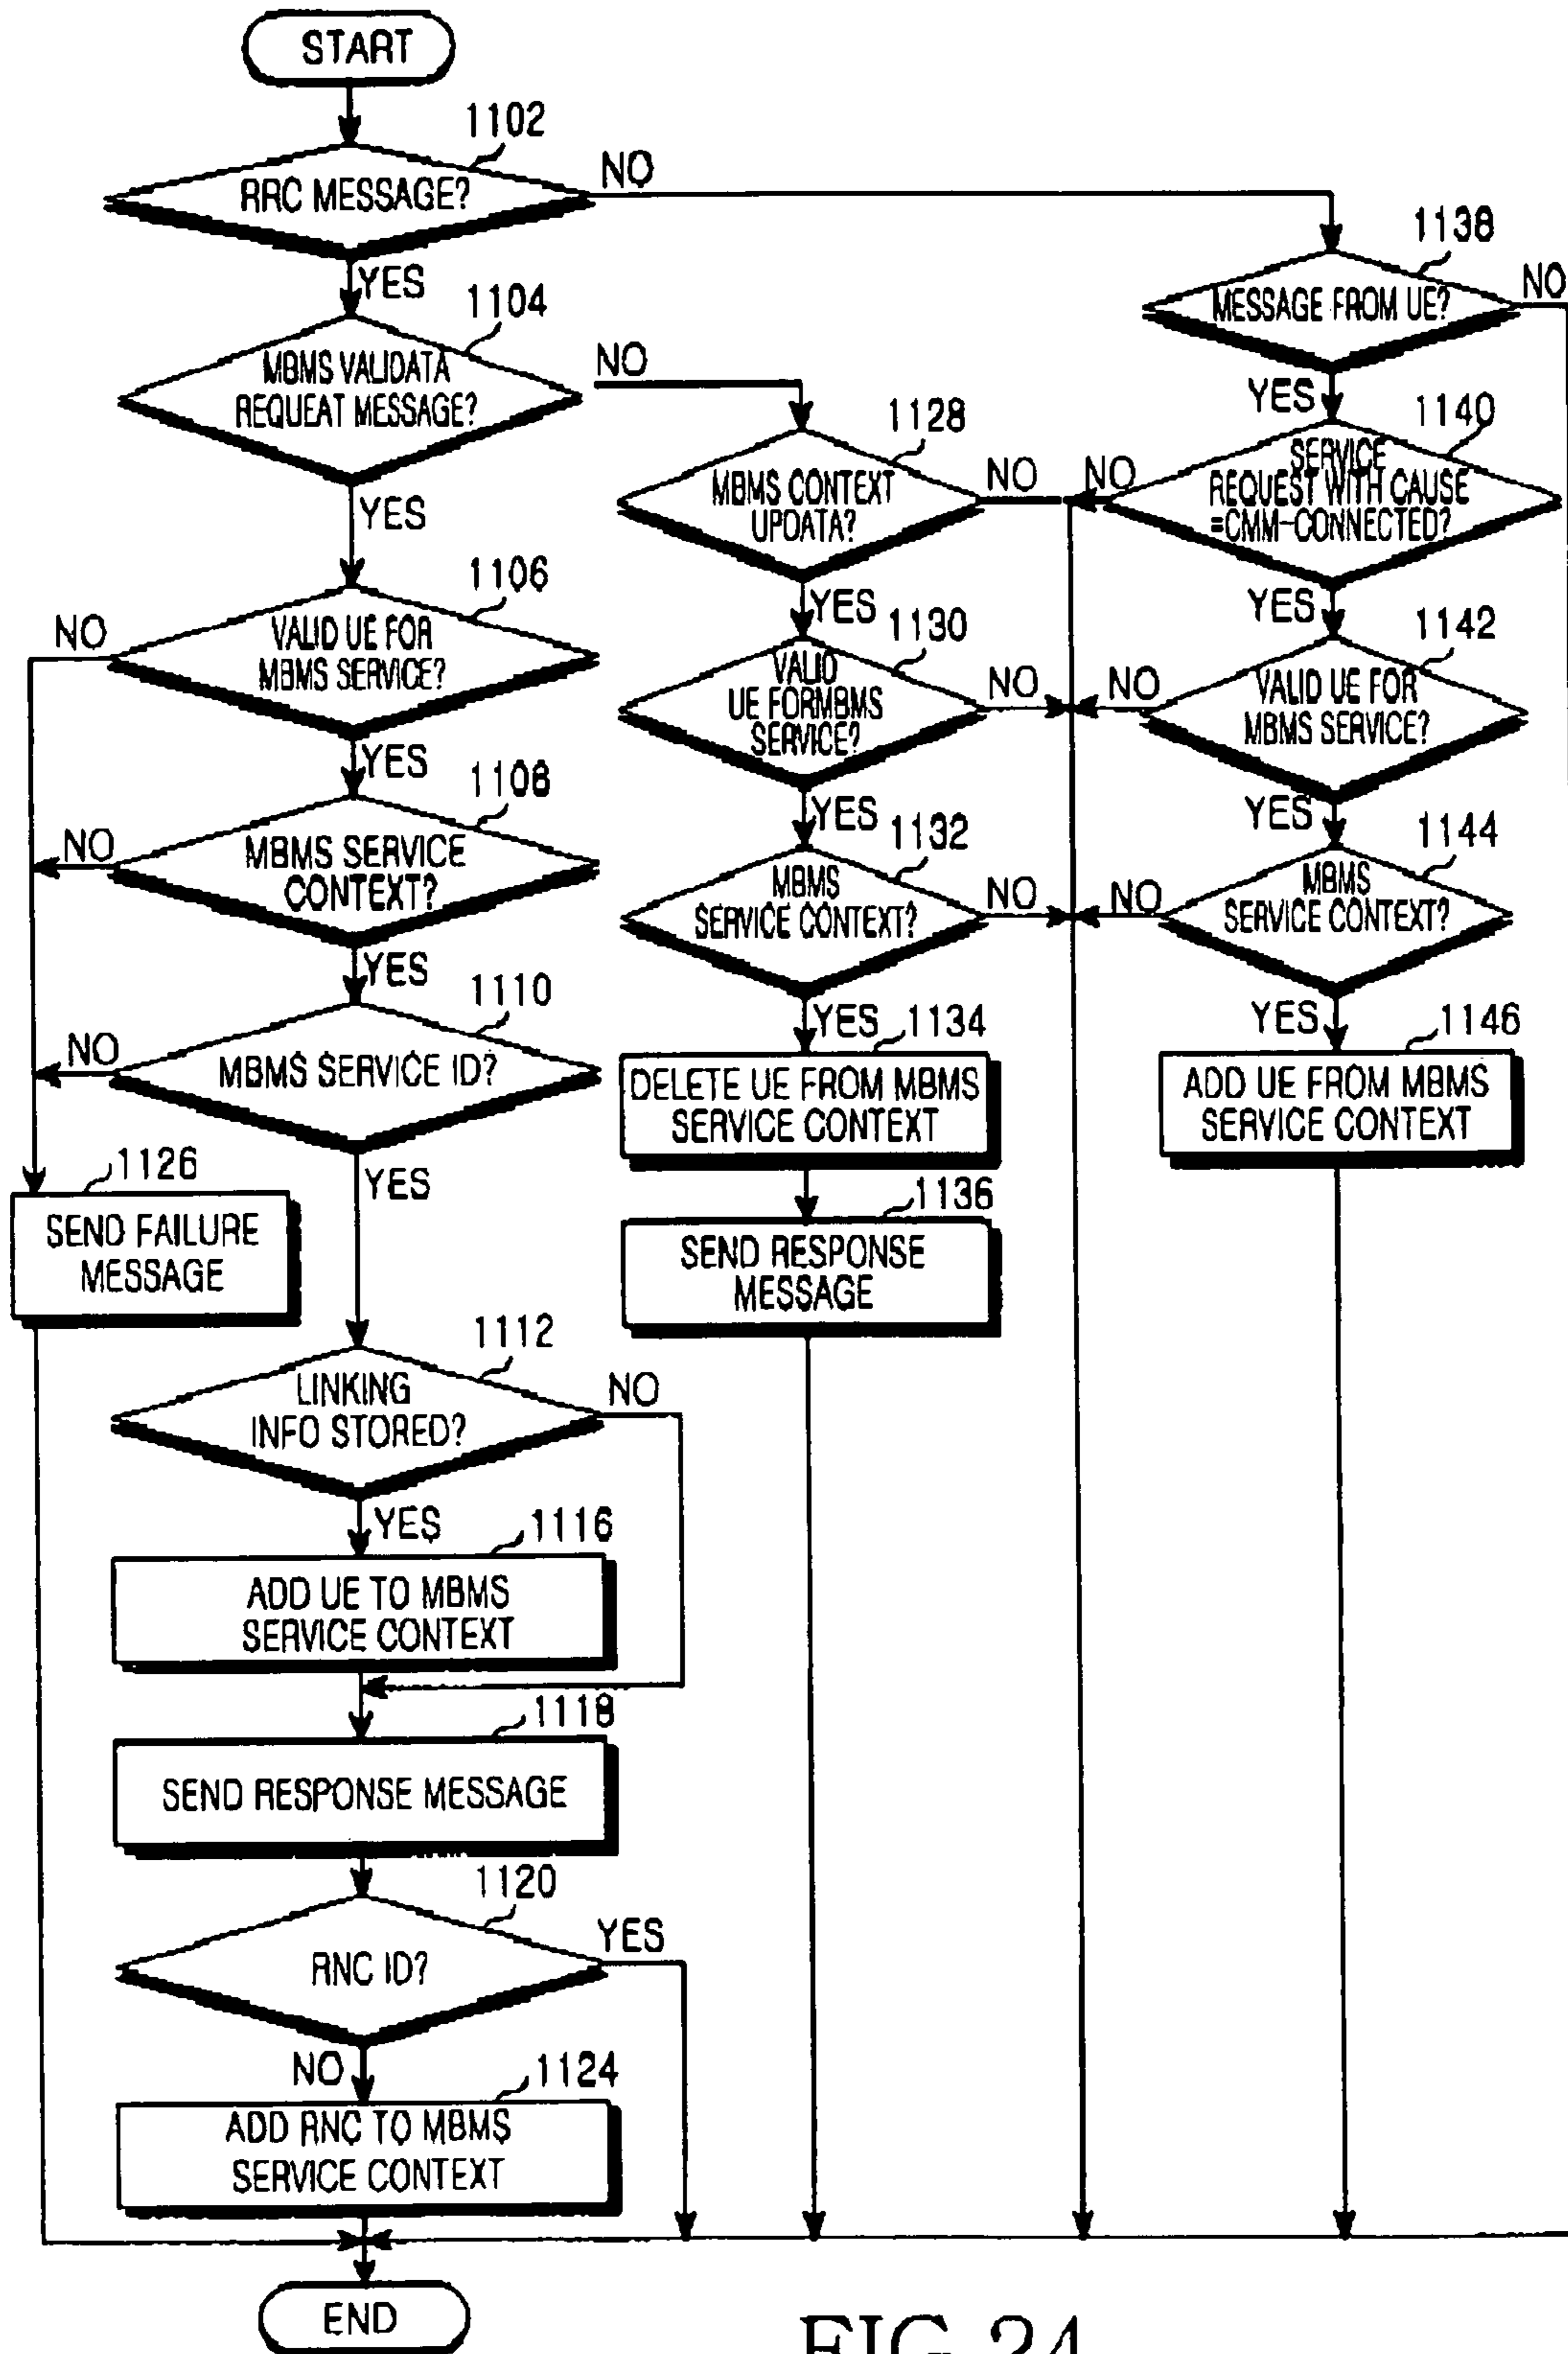 START
1102
RRC MESSAGE?
NO
YES
1104
MBMS VALIDATA
REQUEAT MESSAGE?
NO
YES
1106
VALID UE FOR
MBMS SERVICE?
NO
YES
1108
MBMS SERVICE
CONTEXT?
NO
YES
1110
MBMS SERVICE ID?
NO
YES
1126
SEND FAILURE
MESSAGE
1112
LINKING
INFO STORED?
NO
YES
1116
ADD UE TO MBMS
SERVICE CONTEXT
1118
SEND RESPONSE MESSAGE
1120
RNC ID?
YES
NO
1124
ADD RNC TO MBMS
SERVICE CONTEXT
END
1128
MBMS CONTEXT
UPDATA?
NO
YES
1130
VALID
UE FORMBMS
SERVICE?
NO
YES
1132
MBMS
SERVICE CONTEXT?
NO
YES
1134
DELETE UE FROM MBMS
SERVICE CONTEXT
1136
SEND RESPONSE
MESSAGE
1138
MESSAGE FROM UE?
NO
YES
1140
SERVICE
REQUEST WITH CAUSE
=CMM-CONNECTED?
NO
YES
1142
VALID UE FOR
MBMS SERVICE?
NO
YES
1144
MBMS
SERVICE CONTEXT?
NO
YES
1146
ADD UE FROM MBMS
SERVICE CONTEXT
FIG.24